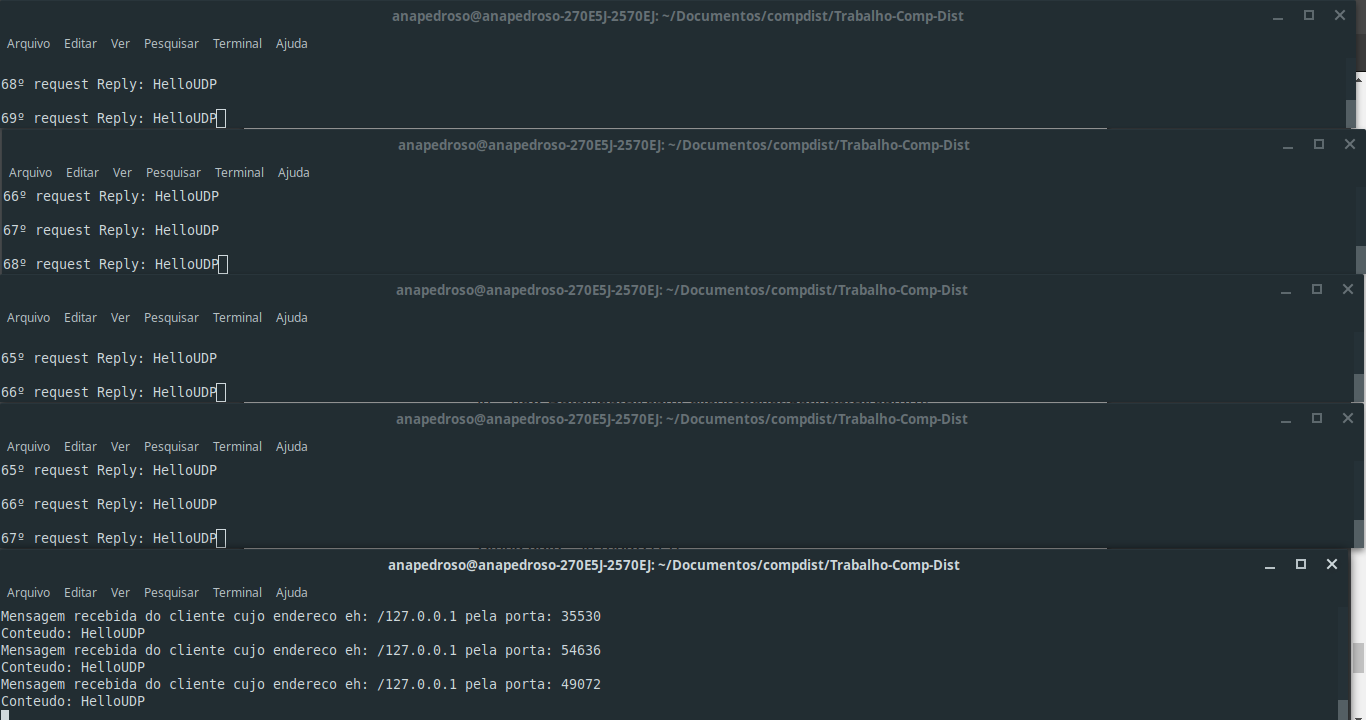 anapedroso@anapedroso-270E5J-2570EJ: ~/Documentos/compdist/Trabalho-Comp-Dist
Arquivo Editar Ver Pesquisar Terminal Ajuda
68º request Reply: HelloUDP
69º request Reply: HelloUDP
anapedroso@anapedroso-270E5J-2570EJ: ~/Documentos/compdist/Trabalho-Comp-Dist
Arquivo Editar Ver Pesquisar Terminal Ajuda
66º request Reply: HelloUDP
67º request Reply: HelloUDP
68º request Reply: HelloUDP
anapedroso@anapedroso-270E5J-2570EJ: ~/Documentos/compdist/Trabalho-Comp-Dist
Arquivo Editar Ver Pesquisar Terminal Ajuda
65º request Reply: HelloUDP
66º request Reply: HelloUDP
anapedroso@anapedroso-270E5J-2570EJ: ~/Documentos/compdist/Trabalho-Comp-Dist
Arquivo Editar Ver Pesquisar Terminal Ajuda
65º request Reply: HelloUDP
66º request Reply: HelloUDP
67º request Reply: HelloUDP
anapedroso@anapedroso-270E5J-2570EJ: ~/Documentos/compdist/Trabalho-Comp-Dist
Arquivo Editar Ver Pesquisar Terminal Ajuda
Mensagem recebida do cliente cujo endereco eh: /127.0.0.1 pela porta: 35530
Conteudo: HelloUDP
Mensagem recebida do cliente cujo endereco eh: /127.0.0.1 pela porta: 54636
Conteudo: HelloUDP
Mensagem recebida do cliente cujo endereco eh: /127.0.0.1 pela porta: 49072
Conteudo: HelloUDP